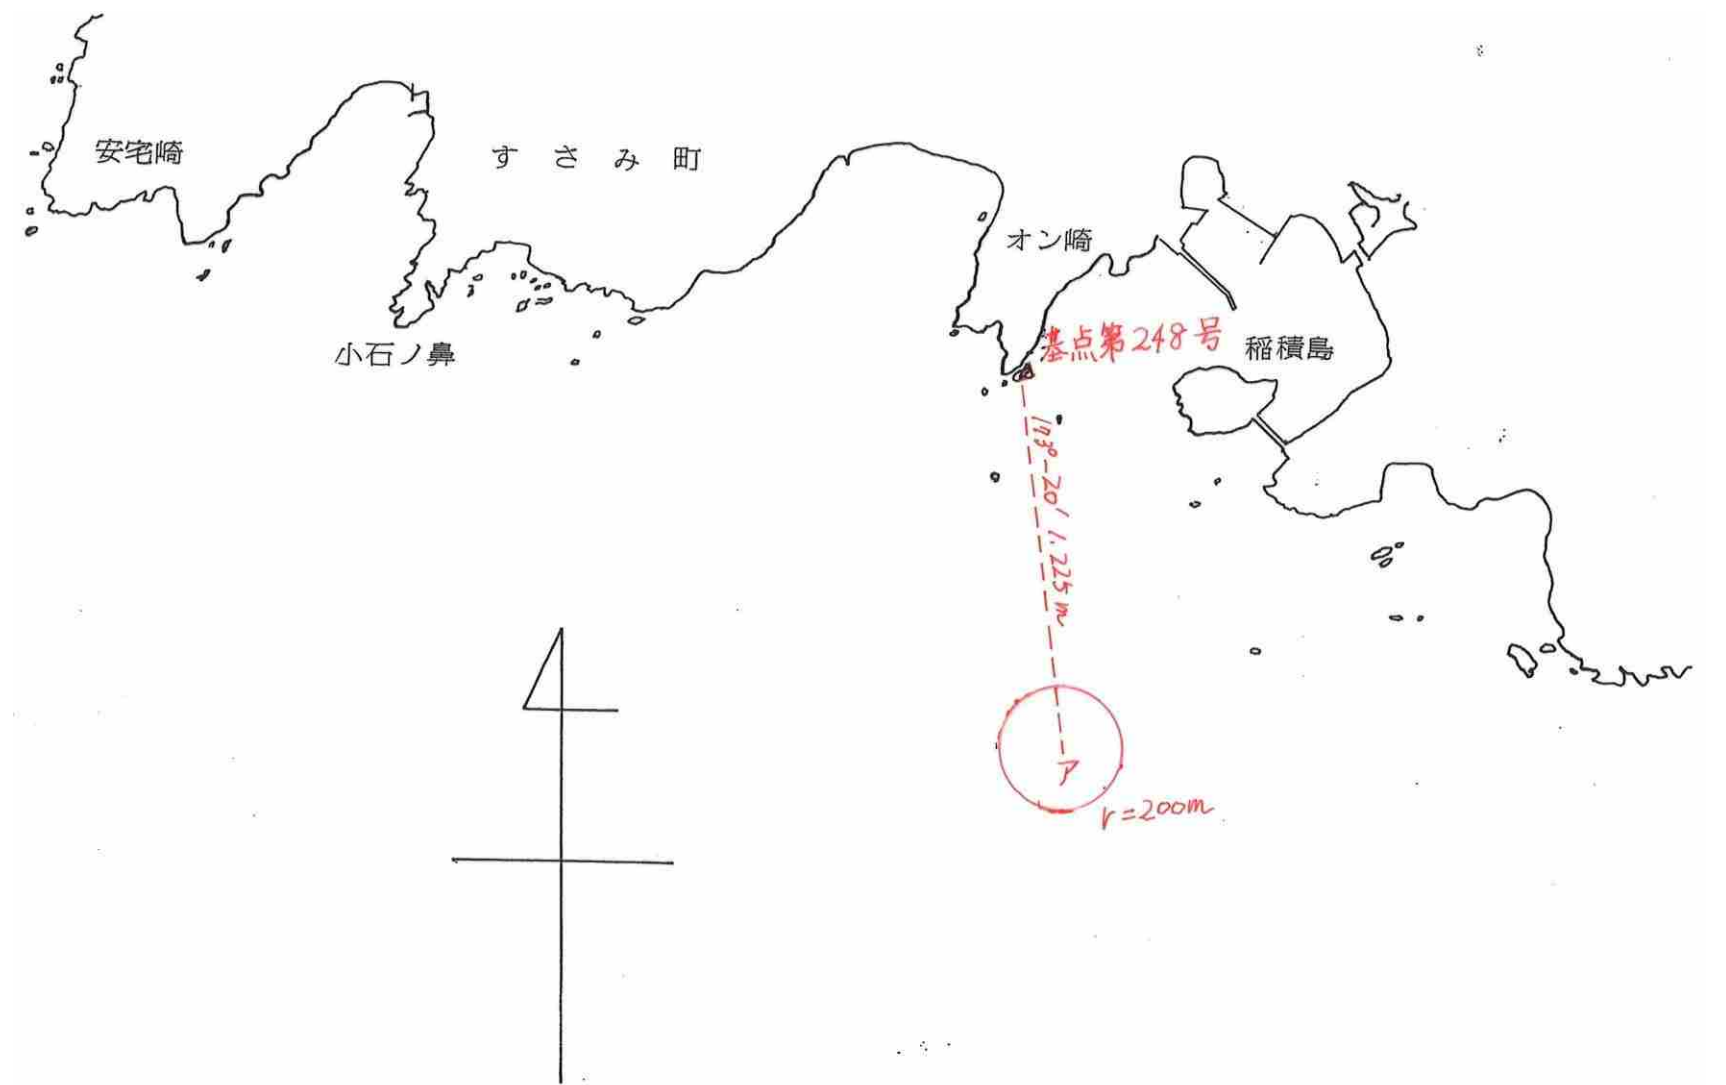 安宅崎
すさみ町
オン崎
小石ノ鼻
基点第248号
稲積島
173°-20′ 1.225m
ア
r=200m